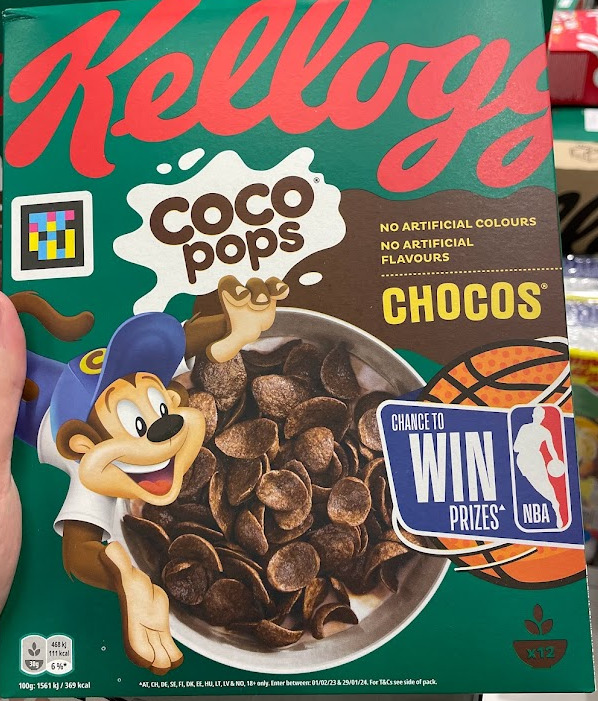 Kellogg
coco
pops
NO ARTIFICIAL COLOURS
NO ARTIFICIAL
FLAVOURS
CHOCOS®
CHANCE TO
WIN
PRIZES^
NBA
C
468 kJ
111 kcal
30g
6%*
x12
100g: 1561 kJ / 369 kcal
^AT, CH, DE, SE, FI, DK, EE, HU, LT, LV & NO, 18+ only. Enter between: 01/02/23 & 29/01/24. For T&Cs see side of pack.